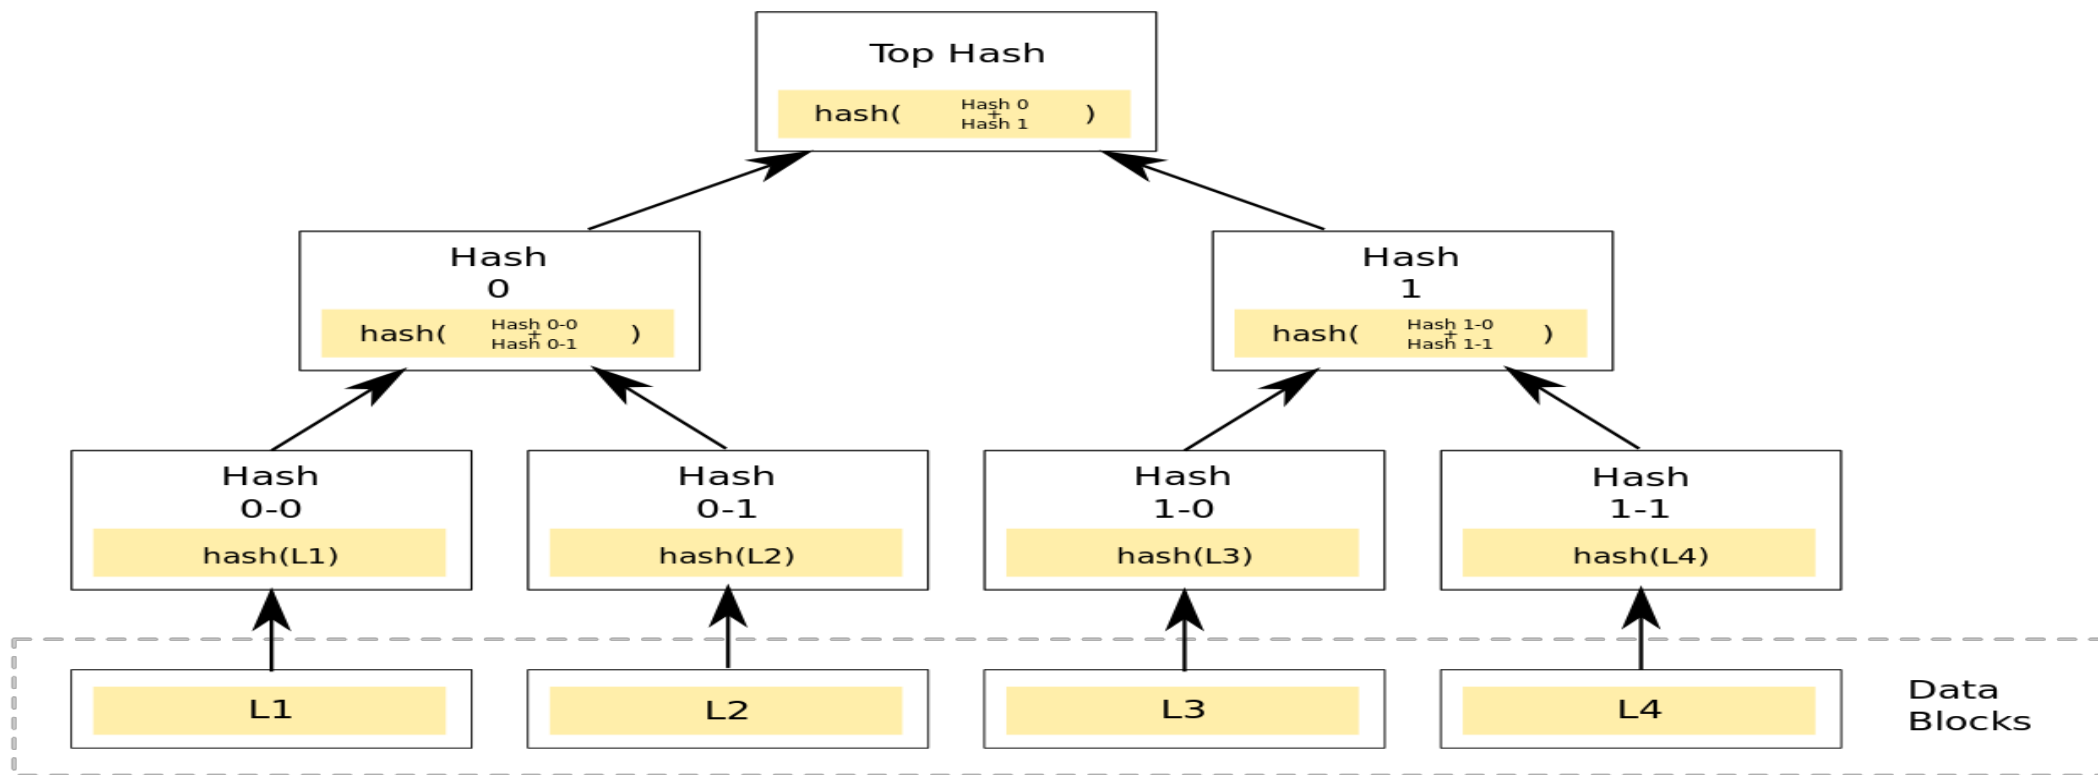 Top Hash
hash( Hash 0 + Hash 1 )
Hash
0
hash( Hash 0-0 + Hash 0-1 )
Hash
1
hash( Hash 1-0 + Hash 1-1 )
Hash
0-0
hash(L1)
Hash
0-1
hash(L2)
Hash
1-0
hash(L3)
Hash
1-1
hash(L4)
L1
L2
L3
L4
Data
Blocks